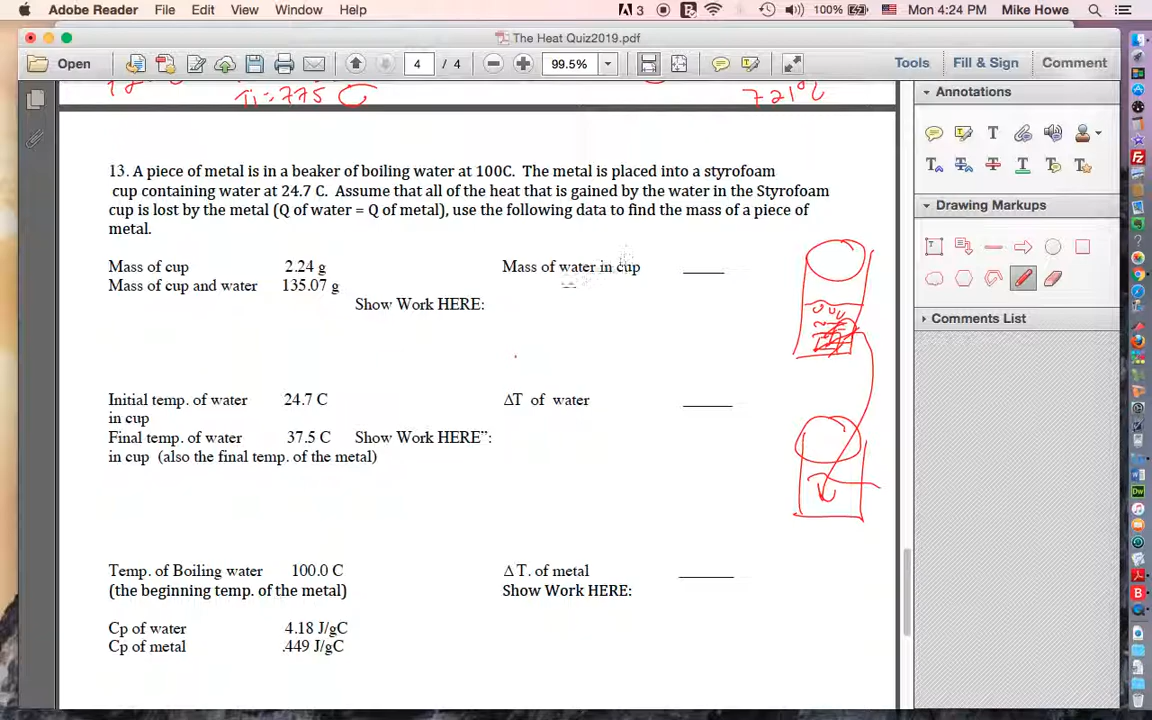 Adobe Reader File Edit View Window Help 3 100% Mon 4:24 PM Mike Howe
The Heat Quiz2019.pdf
Open 4 / 4 99.5% Tools Fill & Sign Comment
Ti=775
721°C
Annotations
Drawing Markups
Comments List
13. A piece of metal is in a beaker of boiling water at 100C. The metal is placed into a styrofoam
cup containing water at 24.7 C. Assume that all of the heat that is gained by the water in the Styrofoam
cup is lost by the metal (Q of water = Q of metal), use the following data to find the mass of a piece of
metal.
Mass of cup 2.24 g Mass of water in cup ____
Mass of cup and water 135.07 g
Show Work HERE:
Initial temp. of water 24.7 C ΔT of water ____
in cup
Final temp. of water 37.5 C Show Work HERE":
in cup (also the final temp. of the metal)
Temp. of Boiling water 100.0 C Δ T. of metal ____
(the beginning temp. of the metal) Show Work HERE:
Cp of water 4.18 J/gC
Cp of metal .449 J/gC